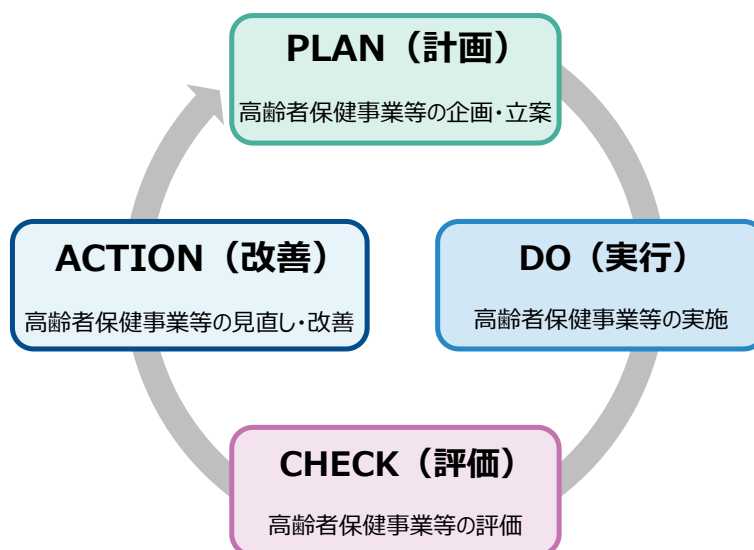 PLAN（計画）
高齢者保健事業等の企画・立案
ACTION（改善）
高齢者保健事業等の見直し・改善
DO（実行）
高齢者保健事業等の実施
CHECK（評価）
高齢者保健事業等の評価